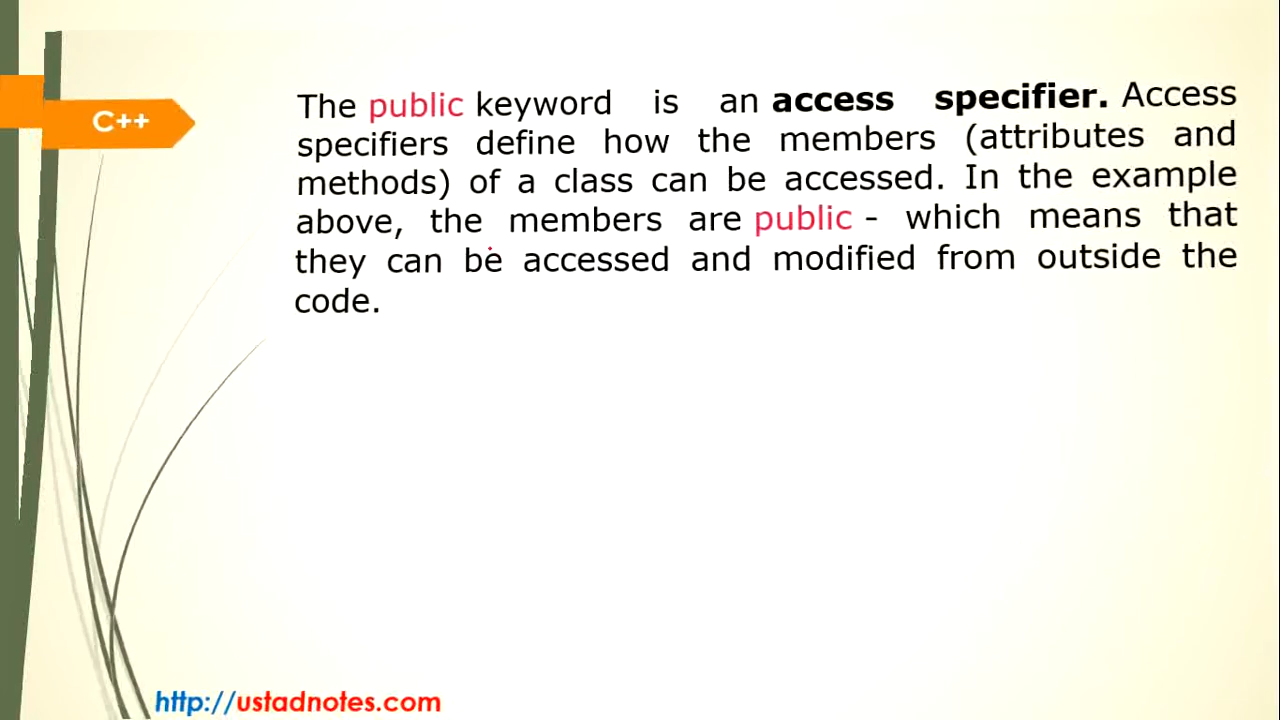 C++
The public keyword is an access specifier. Access
specifiers define how the members (attributes and
methods) of a class can be accessed. In the example
above, the members are public - which means that
they can be accessed and modified from outside the
code.
http://ustadnotes.com